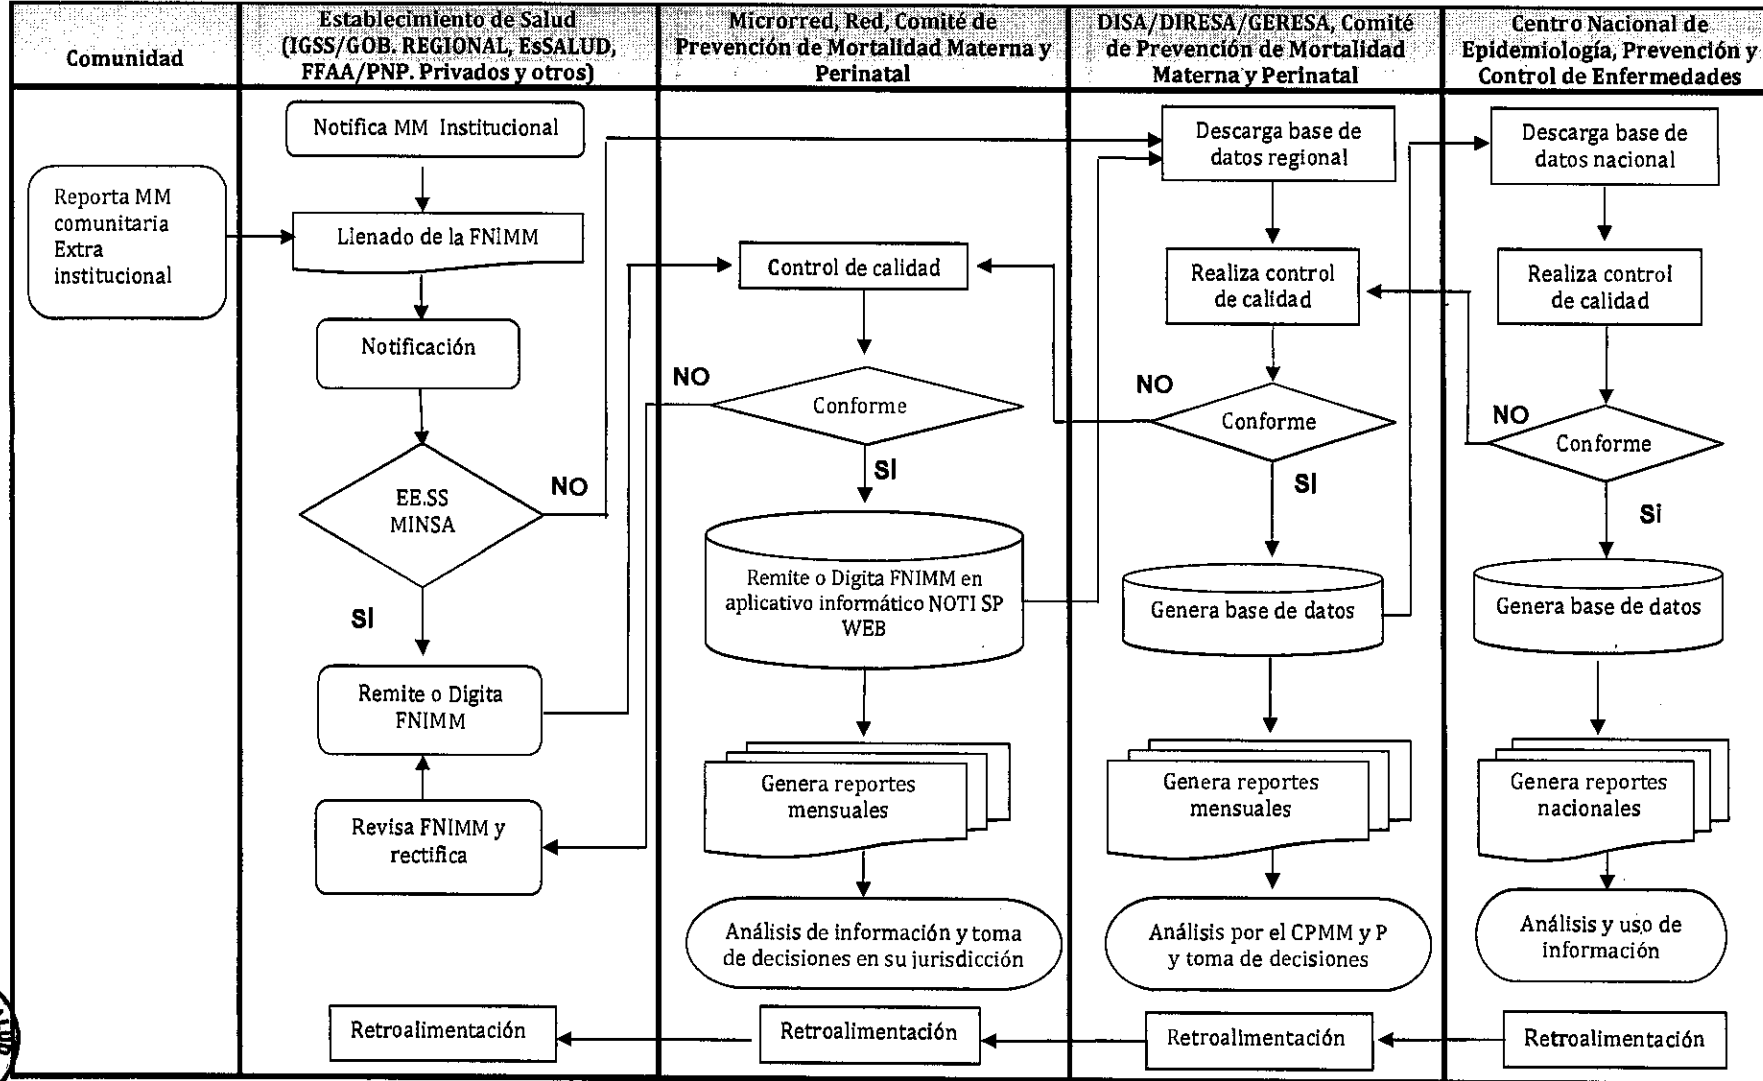 Comunidad
Establecimiento de Salud
(IGSS/GOB. REGIONAL, EsSALUD,
FFAA/PNP. Privados y otros)
Microrred, Red, Comité de
Prevención de Mortalidad Materna y
Perinatal
DISA/DIRESA/GERESA, Comité
de Prevención de Mortalidad
Materna y Perinatal
Centro Nacional de
Epidemiología, Prevención y
Control de Enfermedades
Reporta MM
comunitaria
Extra
institucional
Notifica MM Institucional
Llenado de la FNIMM
Notificación
EE.SS
MINSA
NO
SÍ
Remite o Digita
FNIMM
Revisa FNIMM y
rectifica
Retroalimentación
Control de calidad
NO
Conforme
SÍ
Remite o Digita FNIMM en
aplicativo informático NOTI SP
WEB
Genera reportes
mensuales
Análisis de información y toma
de decisiones en su jurisdicción
Retroalimentación
Descarga base de
datos regional
Realiza control
de calidad
NO
Conforme
SI
Genera base de datos
Genera reportes
mensuales
Análisis por el CPMM y P
y toma de decisiones
Retroalimentación
Descarga base de
datos nacional
Realiza control
de calidad
NO
Conforme
Si
Genera base de datos
Genera reportes
nacionales
Análisis y uso de
información
Retroalimentación